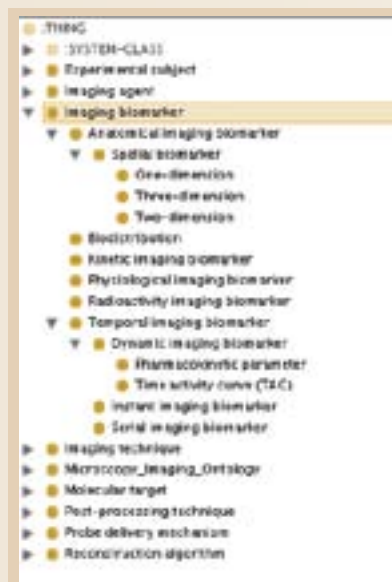 :THING
:SYSTEM-CLASS
Experimental subject
Imaging agent
Imaging biomarker
Anatomical imaging biomarker
Spatial biomarker
One-dimension
Three-dimension
Two-dimension
Biodistribution
Kinetic imaging biomarker
Physiological imaging biomarker
Radioactivity imaging biomarker
Temporal imaging biomarker
Dynamic imaging biomarker
Pharmacokinetic parameter
Time activity curve (TAC)
Instant imaging biomarker
Serial imaging biomarker
Imaging technique
Microscopy_Imaging_Ontology
Molecular target
Post-processing technique
Probe delivery mechanism
Reconstruction algorithm